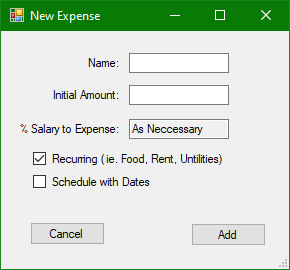 New Expense
Name:
Initial Amount:
% Salary to Expense: As Neccessary
Recurring (ie. Food, Rent, Untilities)
Schedule with Dates
Cancel Add